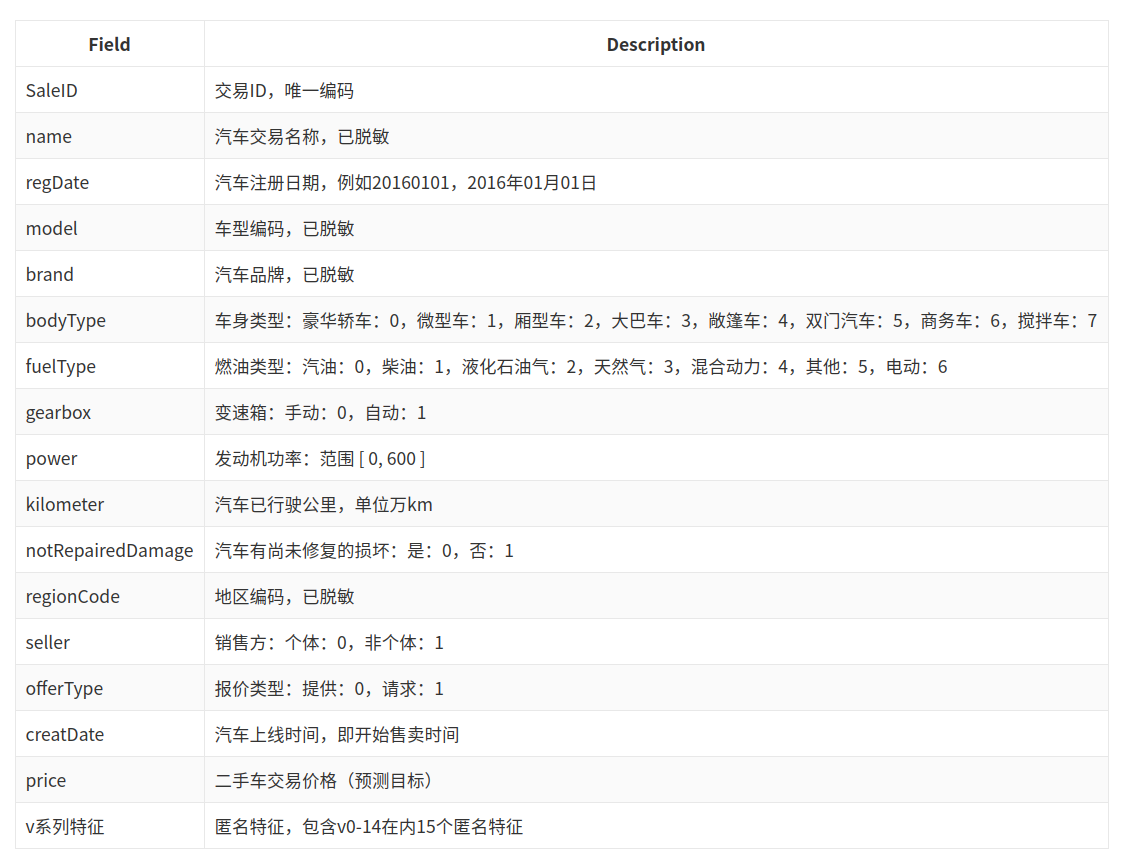 Field Description
SaleID 交易ID，唯一编码
name 汽车交易名称，已脱敏
regDate 汽车注册日期，例如20160101，2016年01月01日
model 车型编码，已脱敏
brand 汽车品牌，已脱敏
bodyType 车身类型：豪华轿车：0，微型车：1，厢型车：2，大巴车：3，敞篷车：4，双门汽车：5，商务车：6，搅拌车：7
fuelType 燃油类型：汽油：0，柴油：1，液化石油气：2，天然气：3，混合动力：4，其他：5，电动：6
gearbox 变速箱：手动：0，自动：1
power 发动机功率：范围 [ 0, 600 ]
kilometer 汽车已行驶公里，单位万km
notRepairedDamage 汽车有尚未修复的损坏：是：0，否：1
regionCode 地区编码，已脱敏
seller 销售方：个体：0，非个体：1
offerType 报价类型：提供：0，请求：1
creatDate 汽车上线时间，即开始售卖时间
price 二手车交易价格（预测目标）
v系列特征 匿名特征，包含v0-14在内15个匿名特征